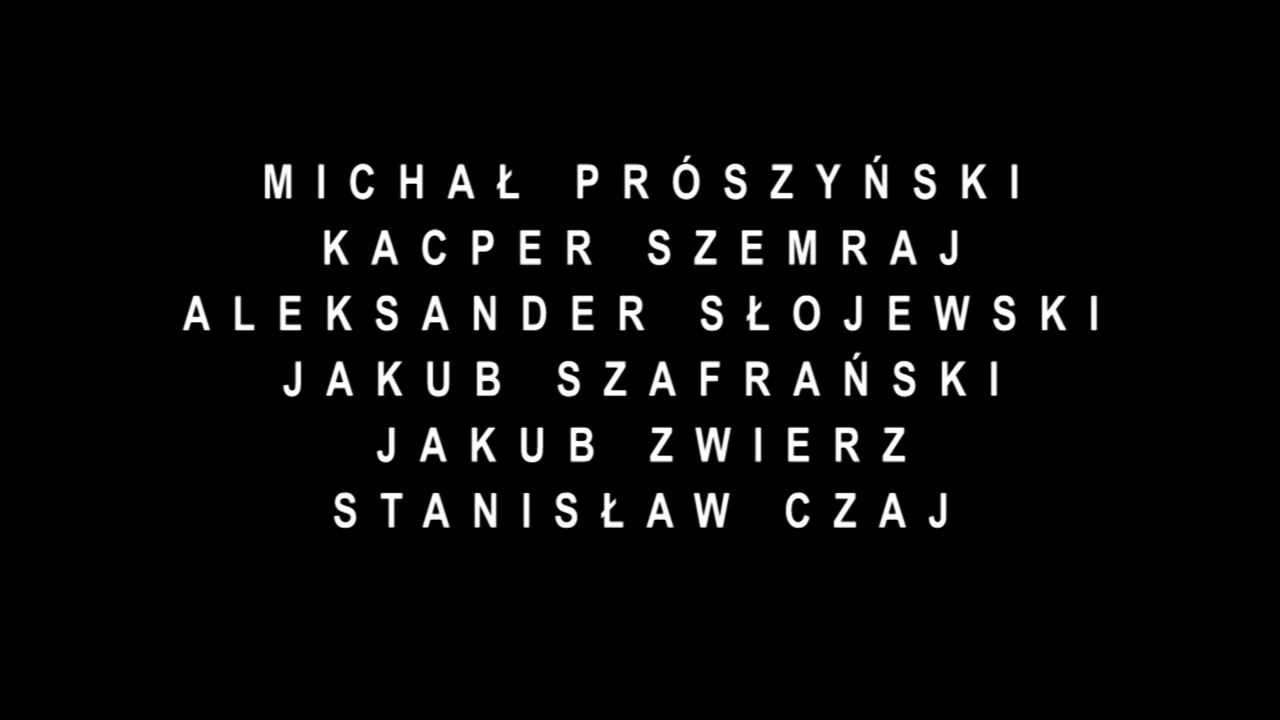 MICHAŁ PRÓSZYŃSKI
KACPER SZEMRAJ
ALEKSANDER SŁOJEWSKI
JAKUB SZAFRAŃSKI
JAKUB ZWIERZ
STANISŁAW CZAJ